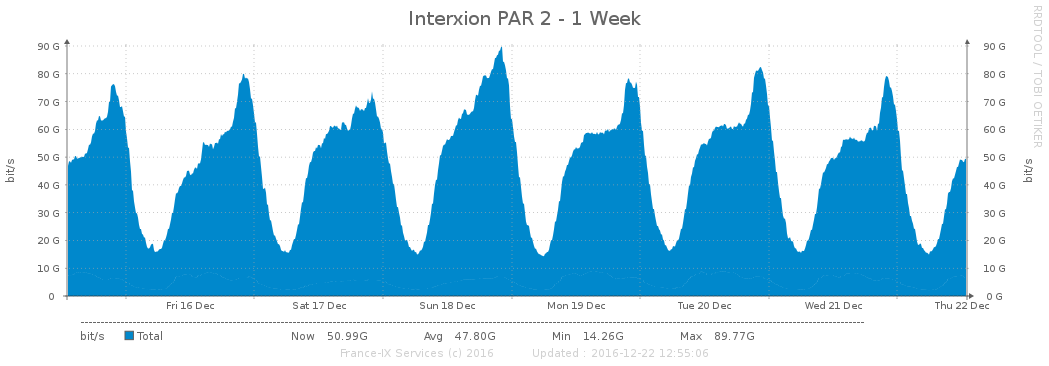 Interxion PAR 2 - 1 Week
RRDTOOL / TOBI OETIKER
90 G 90 G
80 G 80 G
70 G 70 G
60 G 60 G
50 G 50 G
40 G 40 G
30 G 30 G
20 G 20 G
10 G 10 G
0 0 G
bit/s
bit/s
Fri 16 Dec Sat 17 Dec Sun 18 Dec Mon 19 Dec Tue 20 Dec Wed 21 Dec Thu 22 Dec
bit/s Total Now 50.99G Avg 47.80G Min 14.26G Max 89.77G
France-IX Services (c) 2016 Updated : 2016-12-22 12:55:06